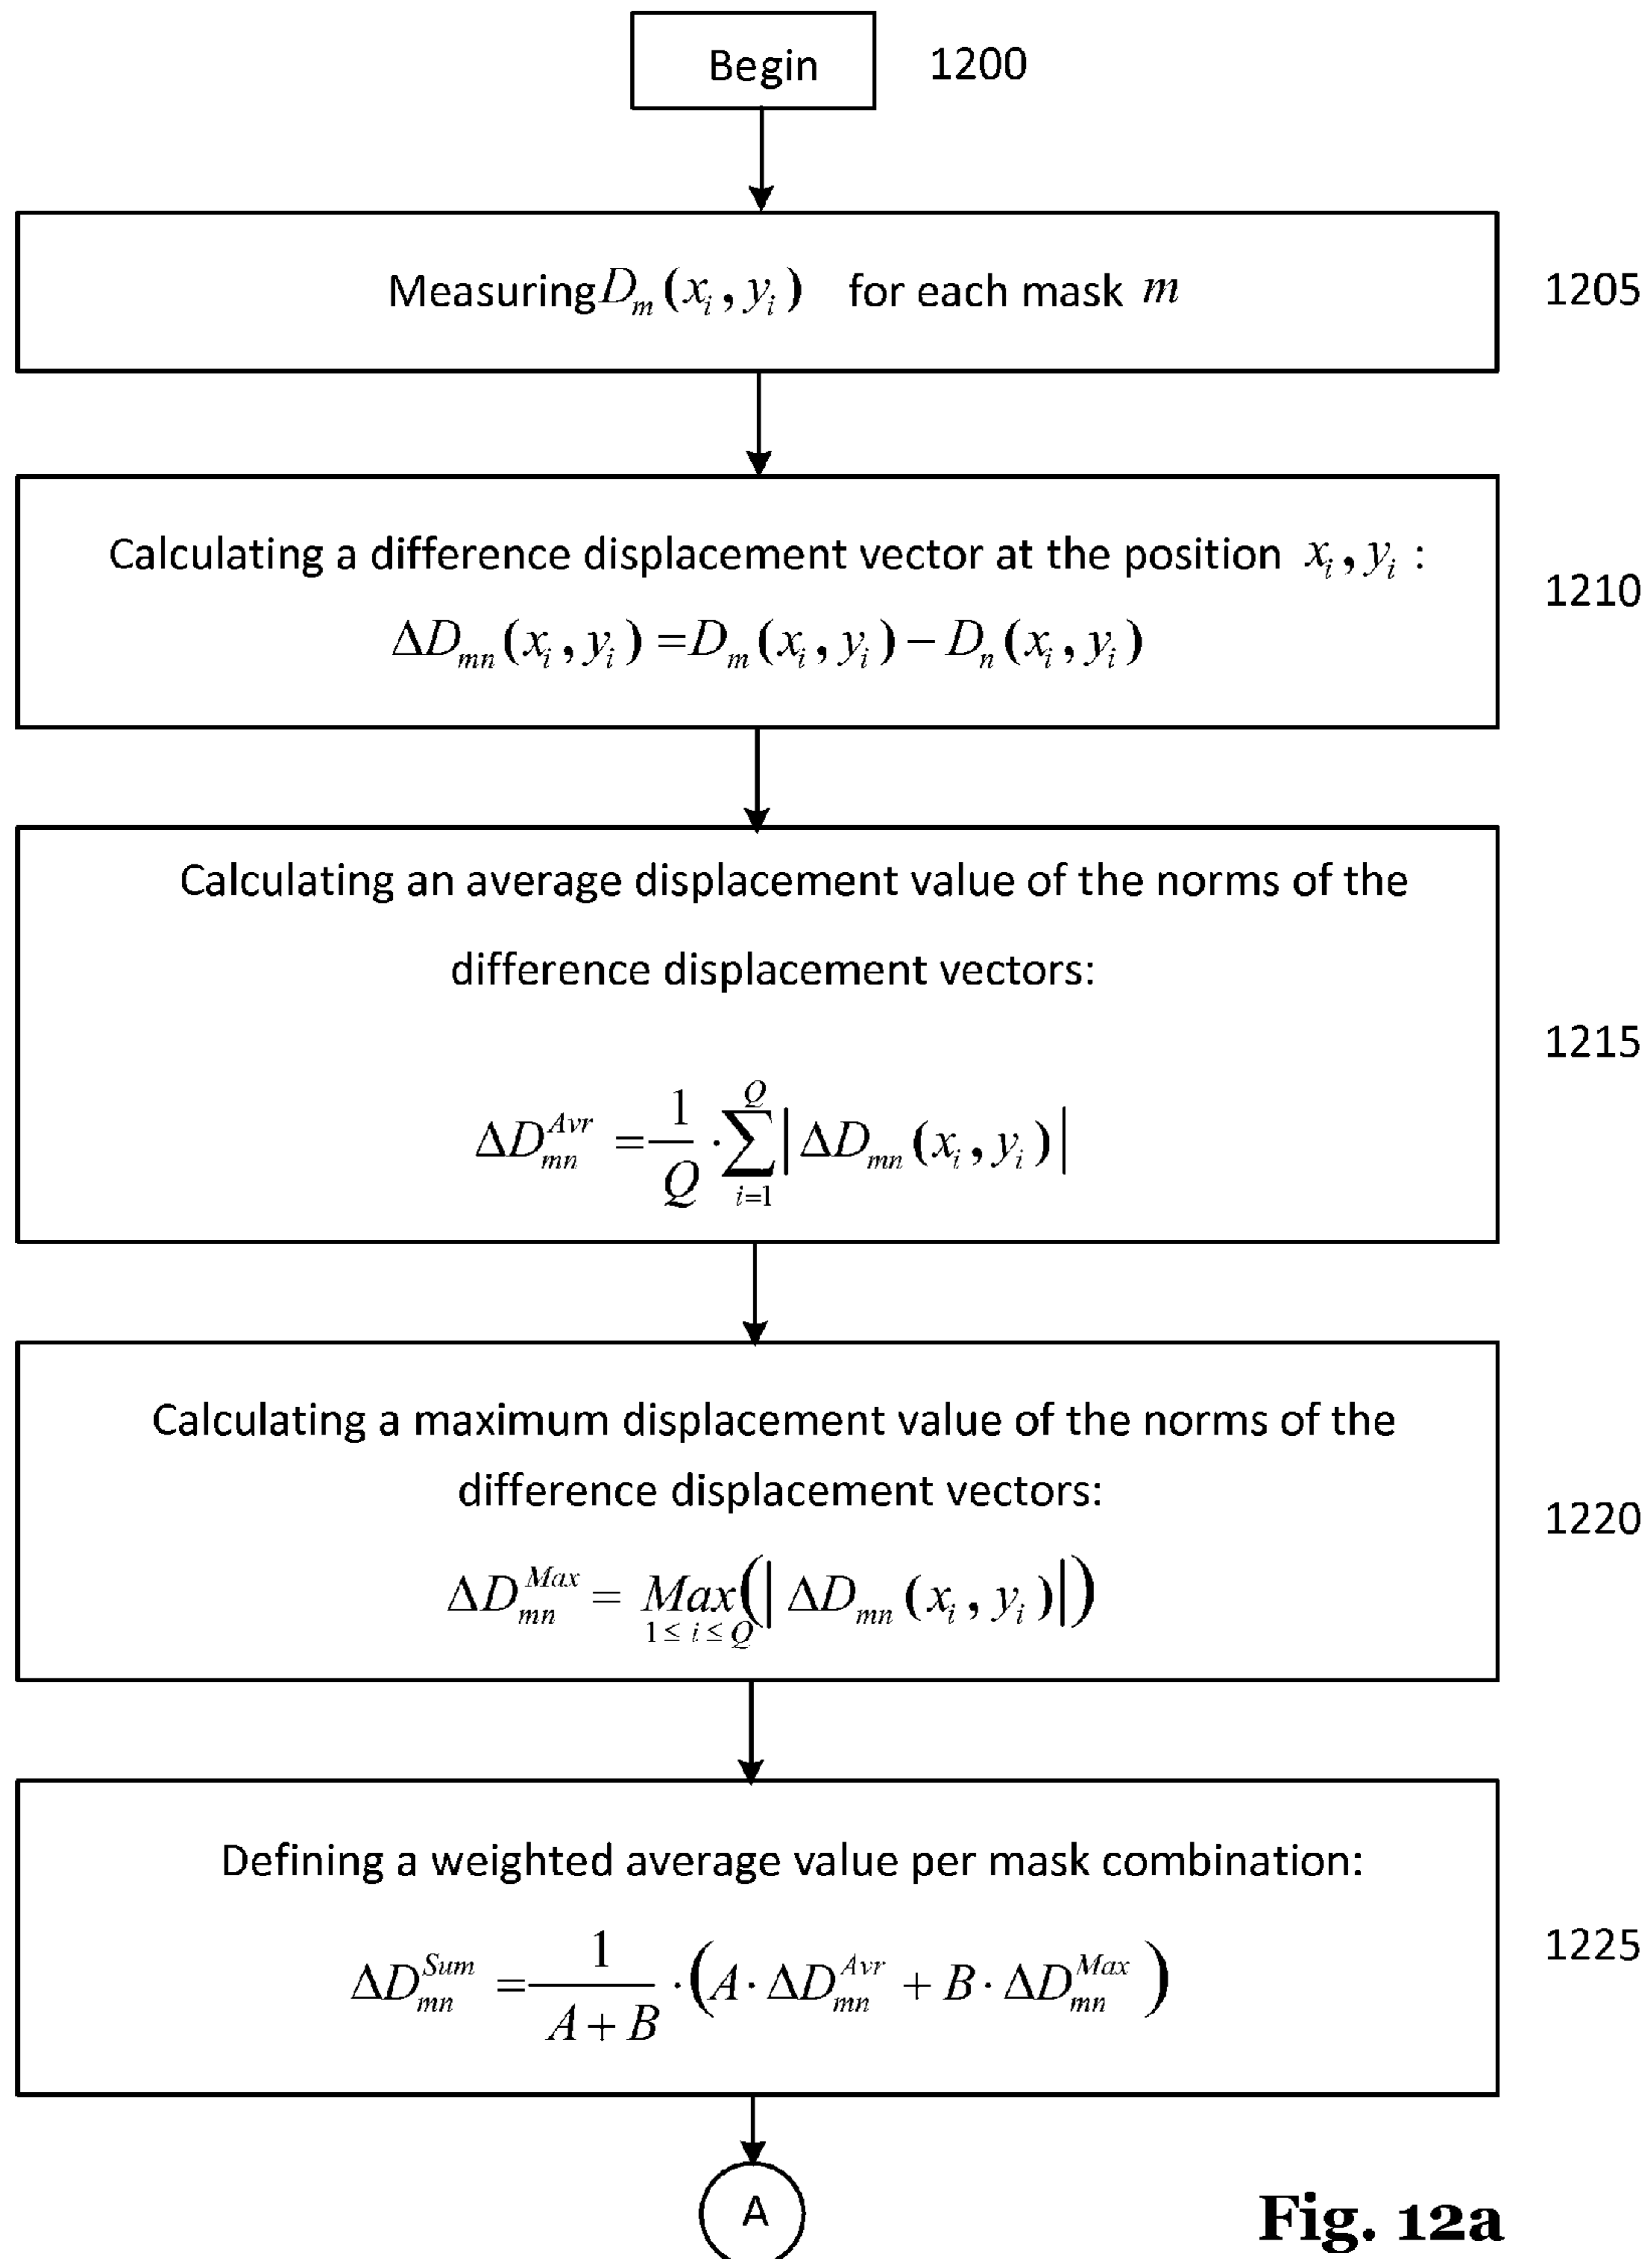 Begin 1200
Measuring D_m(x_i, y_i) for each mask m 1205
Calculating a difference displacement vector at the position x_i, y_i :
ΔD_mn(x_i, y_i) = D_m(x_i, y_i) − D_n(x_i, y_i)
1210
Calculating an average displacement value of the norms of the
difference displacement vectors:
1215
ΔD_mn^Avr = 1/Q · ∑_{i=1}^{Q} |ΔD_mn(x_i, y_i)|
Calculating a maximum displacement value of the norms of the
difference displacement vectors:
1220
ΔD_mn^Max = Max_{1≤ i ≤Q} (|ΔD_mn(x_i, y_i)|)
Defining a weighted average value per mask combination:
1225
ΔD_mn^Sum = 1/(A + B) · (A · ΔD_mn^Avr + B · ΔD_mn^Max)
A
Fig. 12a